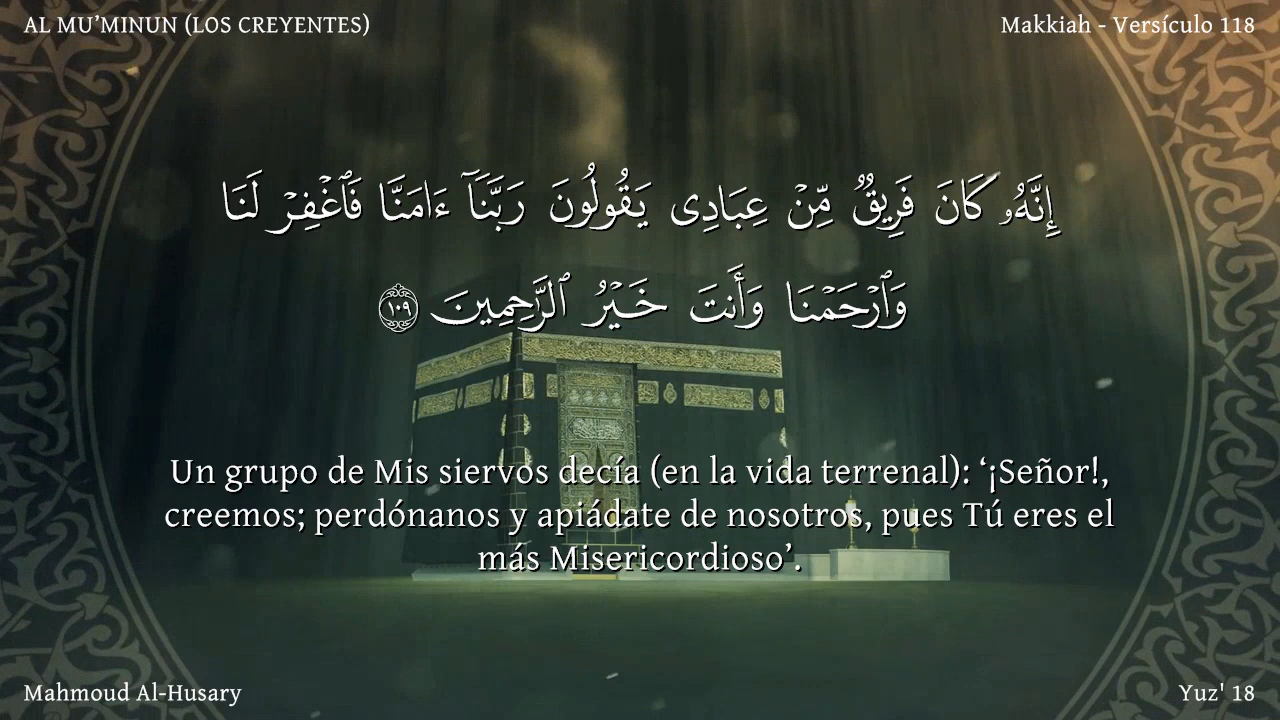 AL MU’MINUN (LOS CREYENTES)
Makkiah - Versículo 118
إِنَّهُۥ كَانَ فَرِيقٌ مِّنْ عِبَادِى يَقُولُونَ رَبَّنَآ ءَامَنَّا فَٱغْفِرْ لَنَا
وَٱرْحَمْنَا وَأَنتَ خَيْرُ ٱلرَّٰحِمِينَ ١٠٩
Un grupo de Mis siervos decía (en la vida terrenal): ‘¡Señor!,
creemos; perdónanos y apiádate de nosotros, pues Tú eres el
más Misericordioso’.
Mahmoud Al-Husary
Yuz' 18